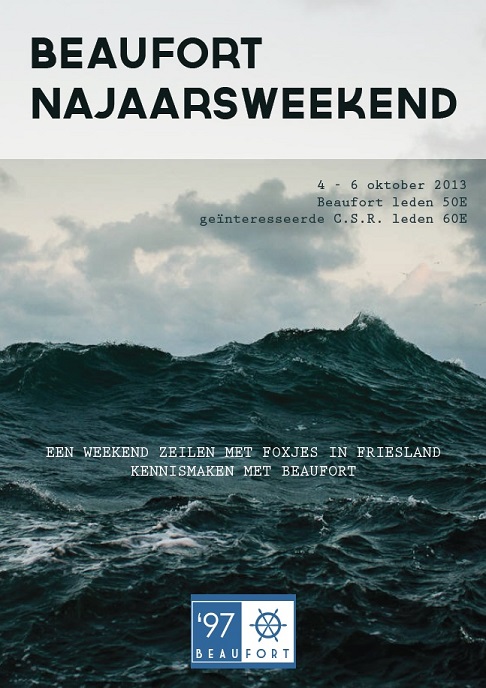 BEAUFORT
NAJAARSWEEKEND
4 - 6 oktober 2013
Beaufort leden 50E
geïnteresseerde C.S.R. leden 60E
EEN WEEKEND ZEILEN MET FOXJES IN FRIESLAND
KENNISMAKEN MET BEAUFORT
'97
BEAUFORT